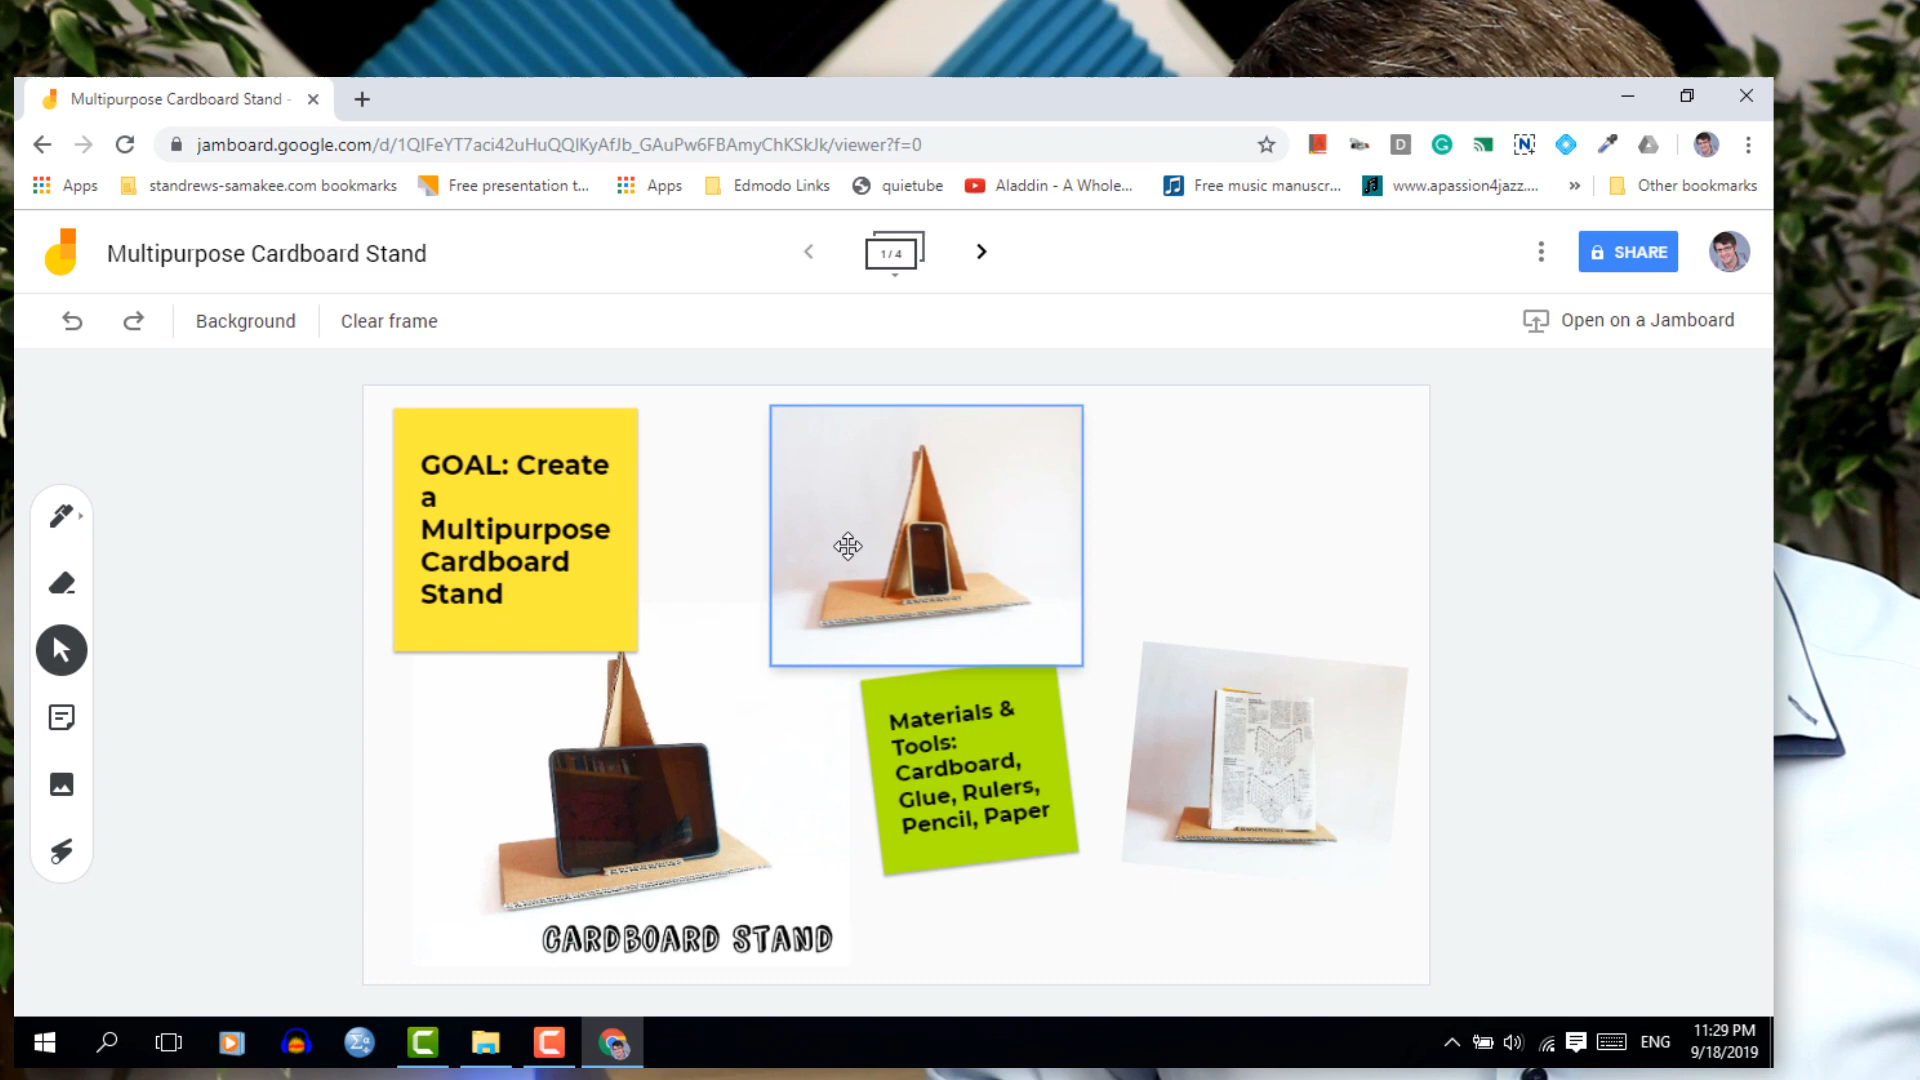 Multipurpose Cardboard Stand -
jamboard.google.com/d/1QIFeYT7aci42uHuQQlKyAfJb_GAuPw6FBAmyChKSkJk/viewer?f=0
Apps
standrews-samakee.com bookmarks
Free presentation t...
Apps
Edmodo Links
quietube
Aladdin - A Whole...
Free music manuscr...
www.apassion4jazz....
»
Other bookmarks
Multipurpose Cardboard Stand
1 / 4
SHARE
Background
Clear frame
Open on a Jamboard
GOAL: Create
a
Multipurpose
Cardboard
Stand
Materials &
Tools:
Cardboard,
Glue, Rulers,
Pencil, Paper
CARDBOARD STAND
ENG
11:29 PM
9/18/2019